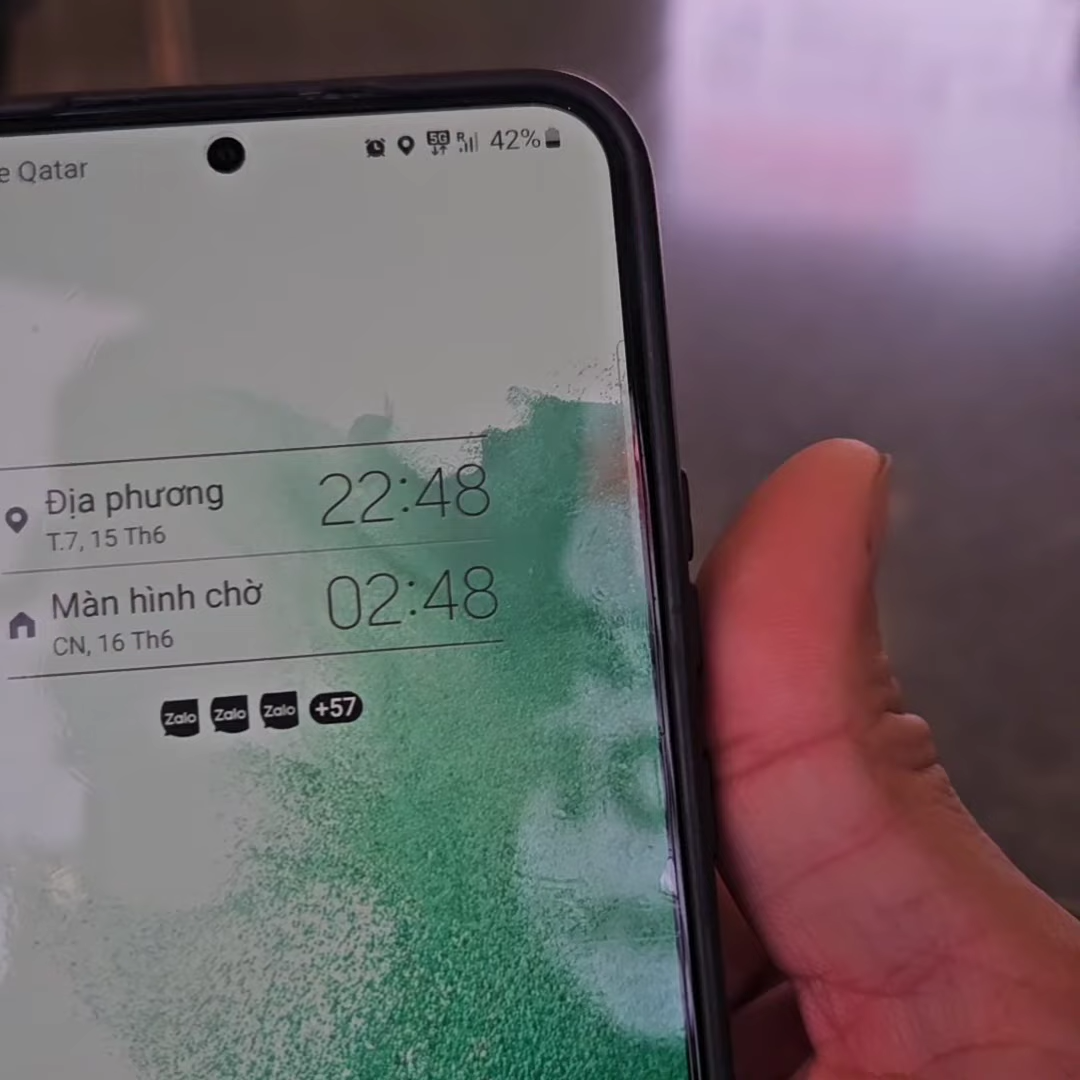 e Qatar
5G R 42%
Địa phương 22:48
T.7, 15 Th6
Màn hình chờ 02:48
CN, 16 Th6
Zalo Zalo Zalo +57